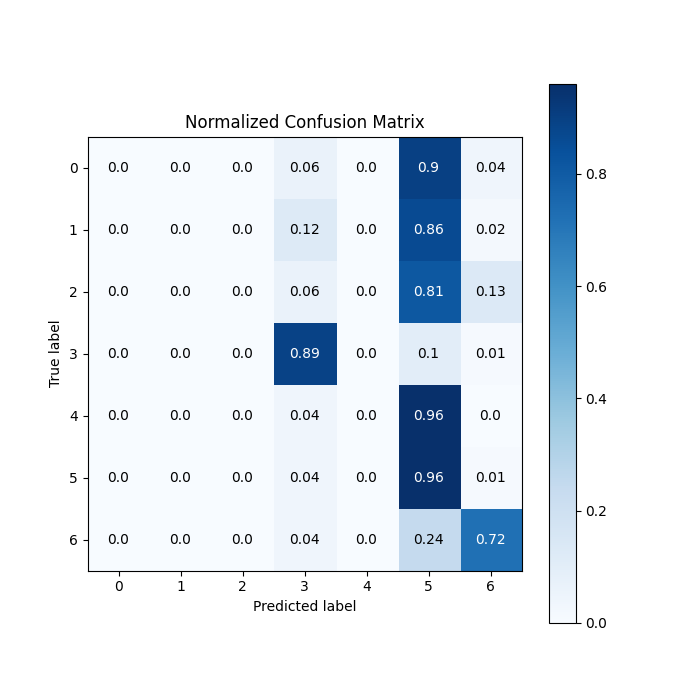 Normalized Confusion Matrix
0 0.0 0.0 0.0 0.06 0.0 0.9 0.04
1 0.0 0.0 0.0 0.12 0.0 0.86 0.02
2 0.0 0.0 0.0 0.06 0.0 0.81 0.13
3 0.0 0.0 0.0 0.89 0.0 0.1 0.01
4 0.0 0.0 0.0 0.04 0.0 0.96 0.0
5 0.0 0.0 0.0 0.04 0.0 0.96 0.01
6 0.0 0.0 0.0 0.04 0.0 0.24 0.72
0 1 2 3 4 5 6
Predicted label
True label
0.8
0.6
0.4
0.2
0.0